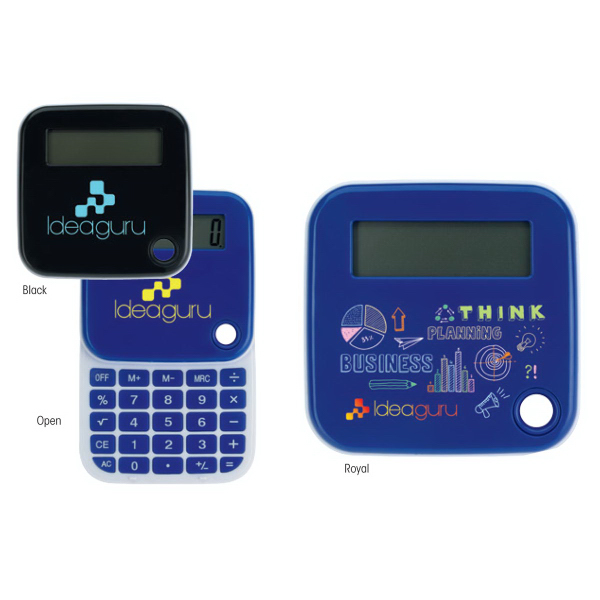 Ideaguru
Black
0.
Ideaguru
OFF M+ M− MRC ÷
% 7 8 9 ×
√ 4 5 6 −
CE 1 2 3 +
AC 0 • +/− =
Open
THINK
PLANNING
31%
BUSINESS
?!
Ideaguru
Royal